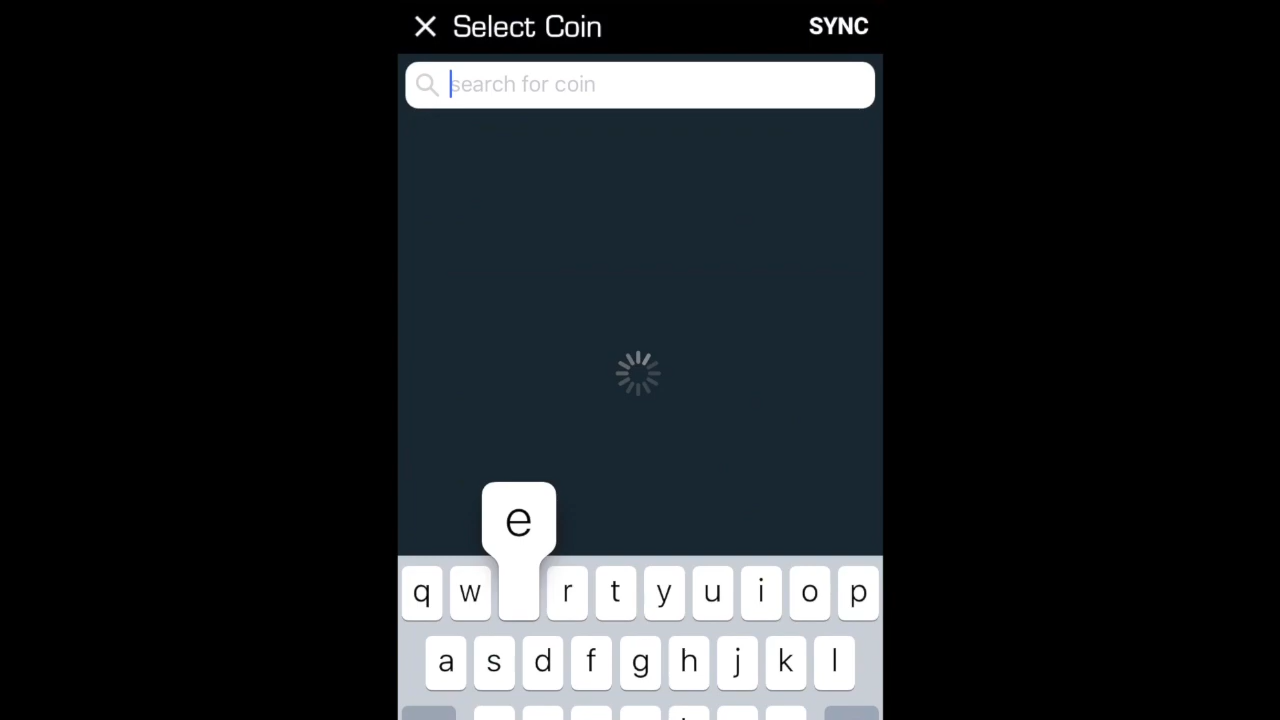 Select Coin SYNC
search for coin
e
q w r t y u i o p
a s d f g h j k l